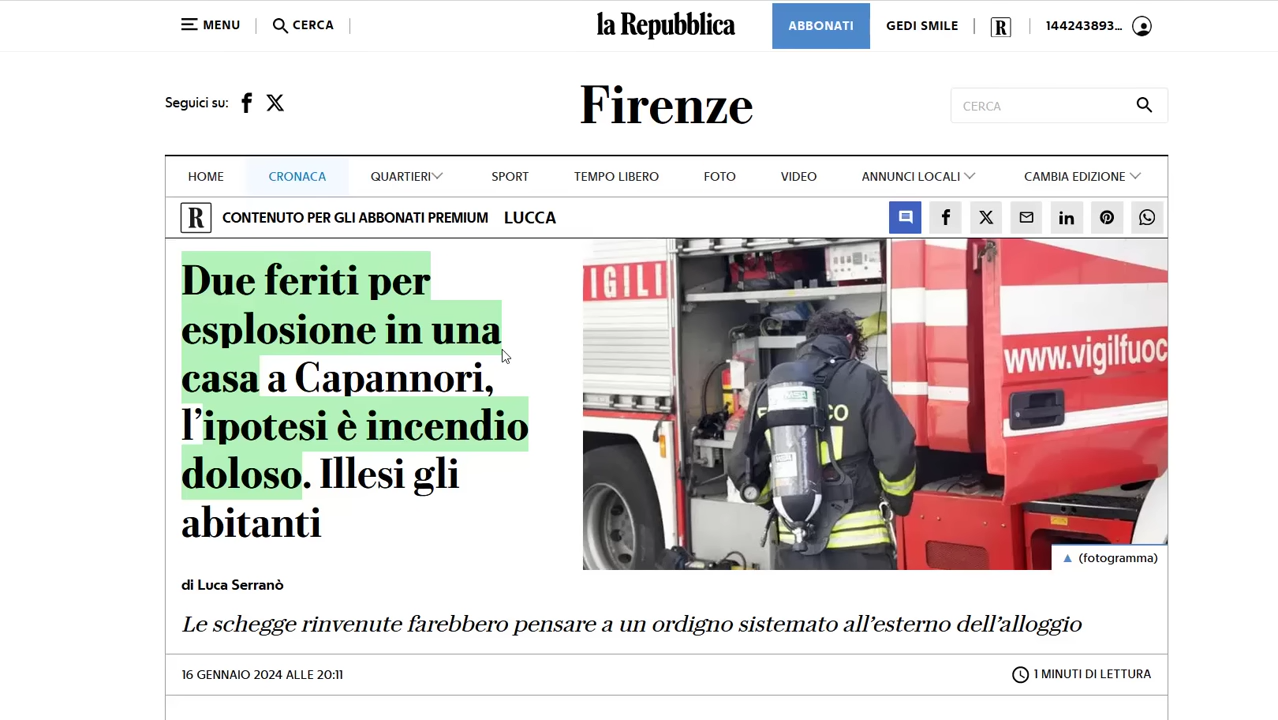 MENU
CERCA
la Repubblica
ABBONATI
GEDI SMILE
R
144243893...
Seguici su:
Firenze
CERCA
HOME
CRONACA
QUARTIERI
SPORT
TEMPO LIBERO
FOTO
VIDEO
ANNUNCI LOCALI
CAMBIA EDIZIONE
R
CONTENUTO PER GLI ABBONATI PREMIUM
LUCCA
Due feriti per
esplosione in una
casa a Capannori,
l’ipotesi è incendio
doloso. Illesi gli
abitanti
VIGILI
www.vigilfuoc
CO
(fotogramma)
di Luca Serranò
Le schegge rinvenute farebbero pensare a un ordigno sistemato all’esterno dell’alloggio
16 GENNAIO 2024 ALLE 20:11
1 MINUTI DI LETTURA